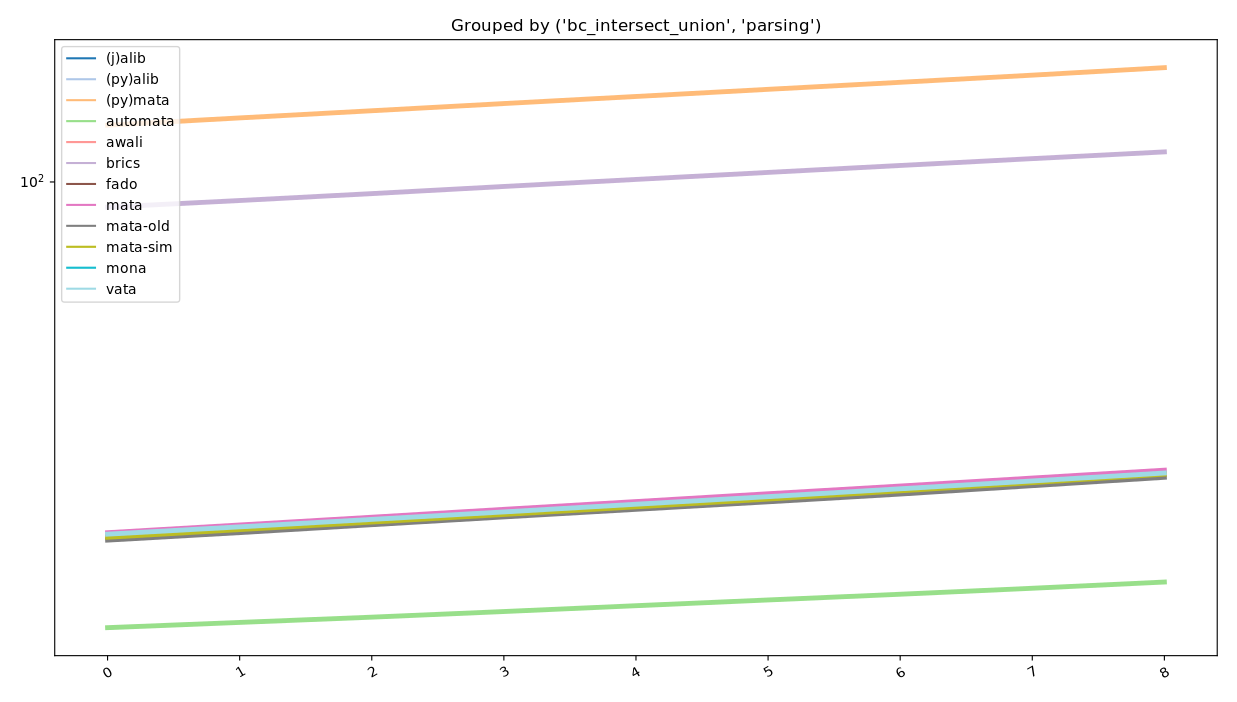 Grouped by ('bc_intersect_union', 'parsing')
(j)alib
(py)alib
(py)mata
automata
awali
brics
fado
mata
mata-old
mata-sim
mona
vata
10²
0 1 2 3 4 5 6 7 8